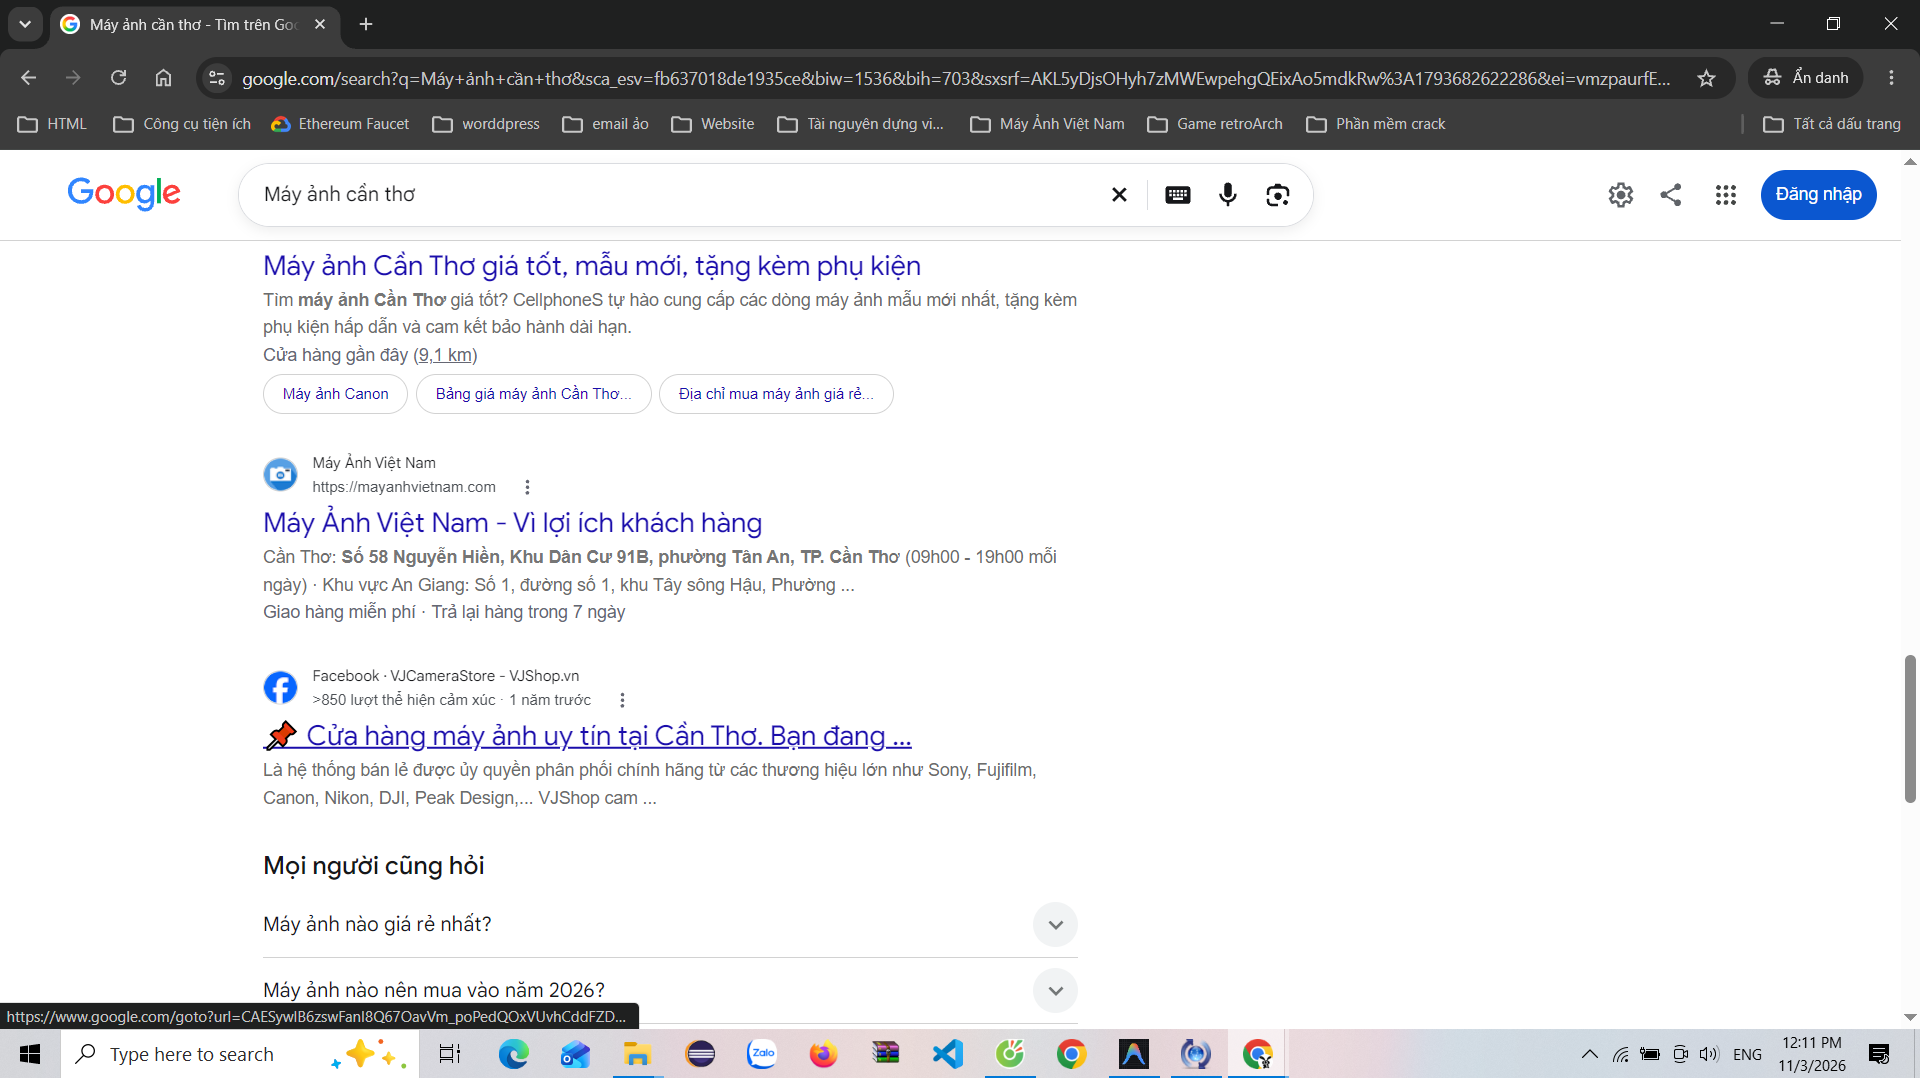 Máy ảnh cần thơ - Tìm trên Goo
google.com/search?q=Máy+ảnh+cần+thơ&sca_esv=fb637018de1935ce&biw=1536&bih=703&sxsrf=AKL5yDjsOHyh7zMWEwpehgQEixAo5mdkRw%3A1793682622286&ei=vmzpaurfE...
Ẩn danh
HTML
Công cụ tiện ích
Ethereum Faucet
worddpress
email ảo
Website
Tài nguyên dựng vi...
Máy Ảnh Việt Nam
Game retroArch
Phần mềm crack
Tất cả dấu trang
Google
Máy ảnh cần thơ
Đăng nhập
Máy ảnh Cần Thơ giá tốt, mẫu mới, tặng kèm phụ kiện
Tìm máy ảnh Cần Thơ giá tốt? CellphoneS tự hào cung cấp các dòng máy ảnh mẫu mới nhất, tặng kèm
phụ kiện hấp dẫn và cam kết bảo hành dài hạn.
Cửa hàng gần đây (9,1 km)
Máy ảnh Canon
Bảng giá máy ảnh Cần Thơ...
Địa chỉ mua máy ảnh giá rẻ...
Máy Ảnh Việt Nam
https://mayanhvietnam.com
Máy Ảnh Việt Nam - Vì lợi ích khách hàng
Cần Thơ: Số 58 Nguyễn Hiền, Khu Dân Cư 91B, phường Tân An, TP. Cần Thơ (09h00 - 19h00 mỗi
ngày) · Khu vực An Giang: Số 1, đường số 1, khu Tây sông Hậu, Phường ...
Giao hàng miễn phí · Trả lại hàng trong 7 ngày
Facebook · VJCameraStore - VJShop.vn
>850 lượt thể hiện cảm xúc · 1 năm trước
📌 Cửa hàng máy ảnh uy tín tại Cần Thơ. Bạn đang ...
Là hệ thống bán lẻ được ủy quyền phân phối chính hãng từ các thương hiệu lớn như Sony, Fujifilm,
Canon, Nikon, DJI, Peak Design,... VJShop cam ...
Mọi người cũng hỏi
Máy ảnh nào giá rẻ nhất?
Máy ảnh nào nên mua vào năm 2026?
https://www.google.com/goto?url=CAESywIB6zswFanI8Q67OavVm_poPedQOxVUvhCddFZD...
Type here to search
Zalo
ENG
12:11 PM
11/3/2026